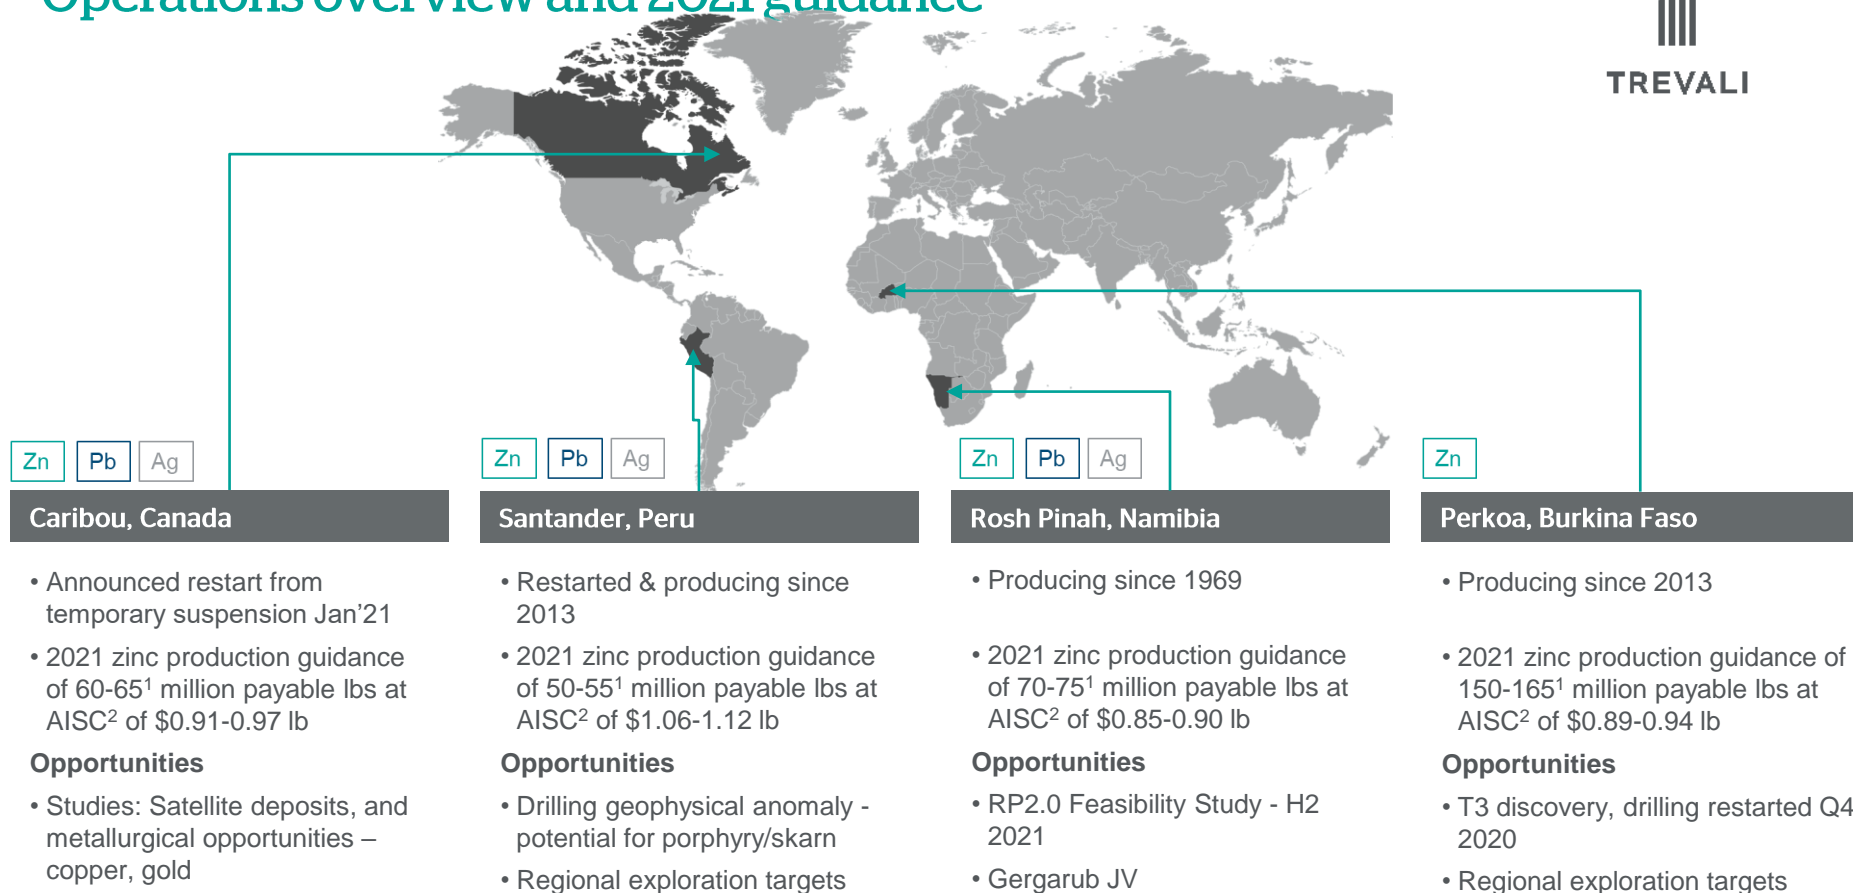 Operations overview and 2021 guidance
TREVALI
Zn Pb Ag
Caribou, Canada
• Announced restart from
temporary suspension Jan’21
• 2021 zinc production guidance
of 60-65¹ million payable lbs at
AISC² of $0.91-0.97 lb
Opportunities
• Studies: Satellite deposits, and
metallurgical opportunities –
copper, gold
Zn Pb Ag
Santander, Peru
• Restarted & producing since
2013
• 2021 zinc production guidance
of 50-55¹ million payable lbs at
AISC² of $1.06-1.12 lb
Opportunities
• Drilling geophysical anomaly -
potential for porphyry/skarn
• Regional exploration targets
Zn Pb Ag
Rosh Pinah, Namibia
• Producing since 1969
• 2021 zinc production guidance
of 70-75¹ million payable lbs at
AISC² of $0.85-0.90 lb
Opportunities
• RP2.0 Feasibility Study - H2
2021
• Gergarub JV
Zn
Perkoa, Burkina Faso
• Producing since 2013
• 2021 zinc production guidance of
150-165¹ million payable lbs at
AISC² of $0.89-0.94 lb
Opportunities
• T3 discovery, drilling restarted Q4
2020
• Regional exploration targets